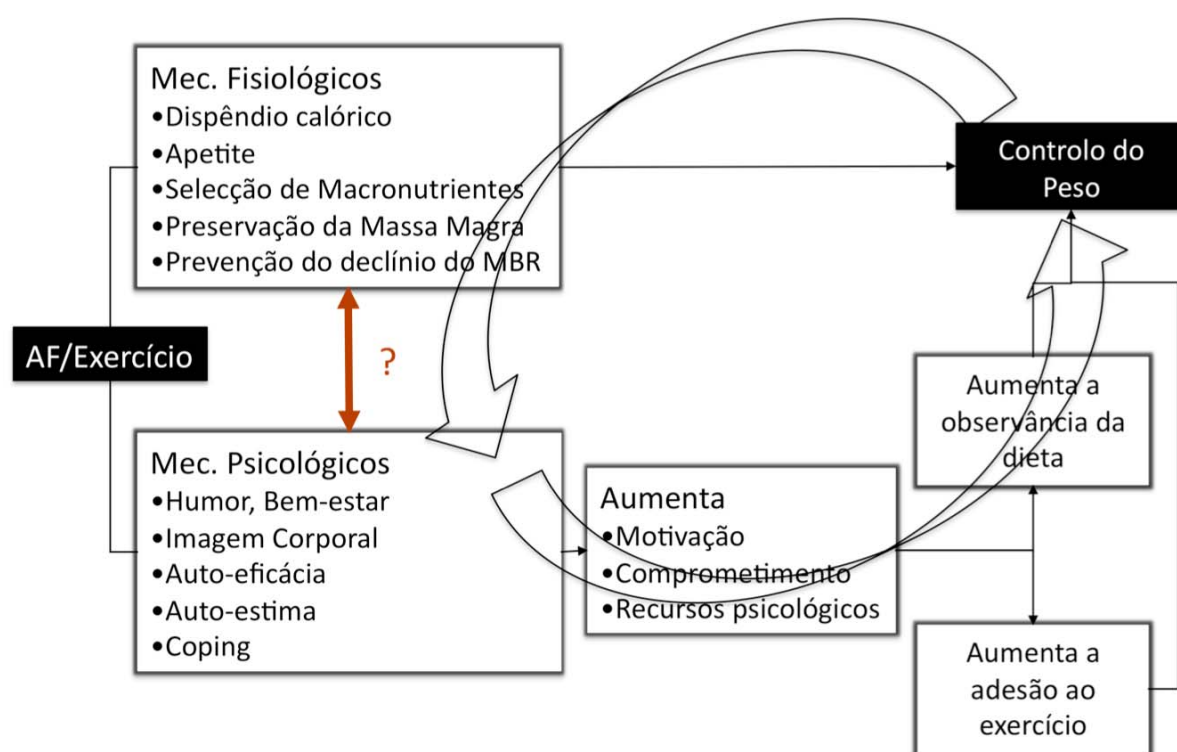 Mec. Fisiológicos
•Dispêndio calórico
•Apetite
•Selecção de Macronutrientes
•Preservação da Massa Magra
•Prevenção do declínio do MBR
Controlo do
Peso
AF/Exercício
?
Mec. Psicológicos
•Humor, Bem-estar
•Imagem Corporal
•Auto-eficácia
•Auto-estima
•Coping
Aumenta
•Motivação
•Comprometimento
•Recursos psicológicos
Aumenta a
observância da
dieta
Aumenta a
adesão ao
exercício